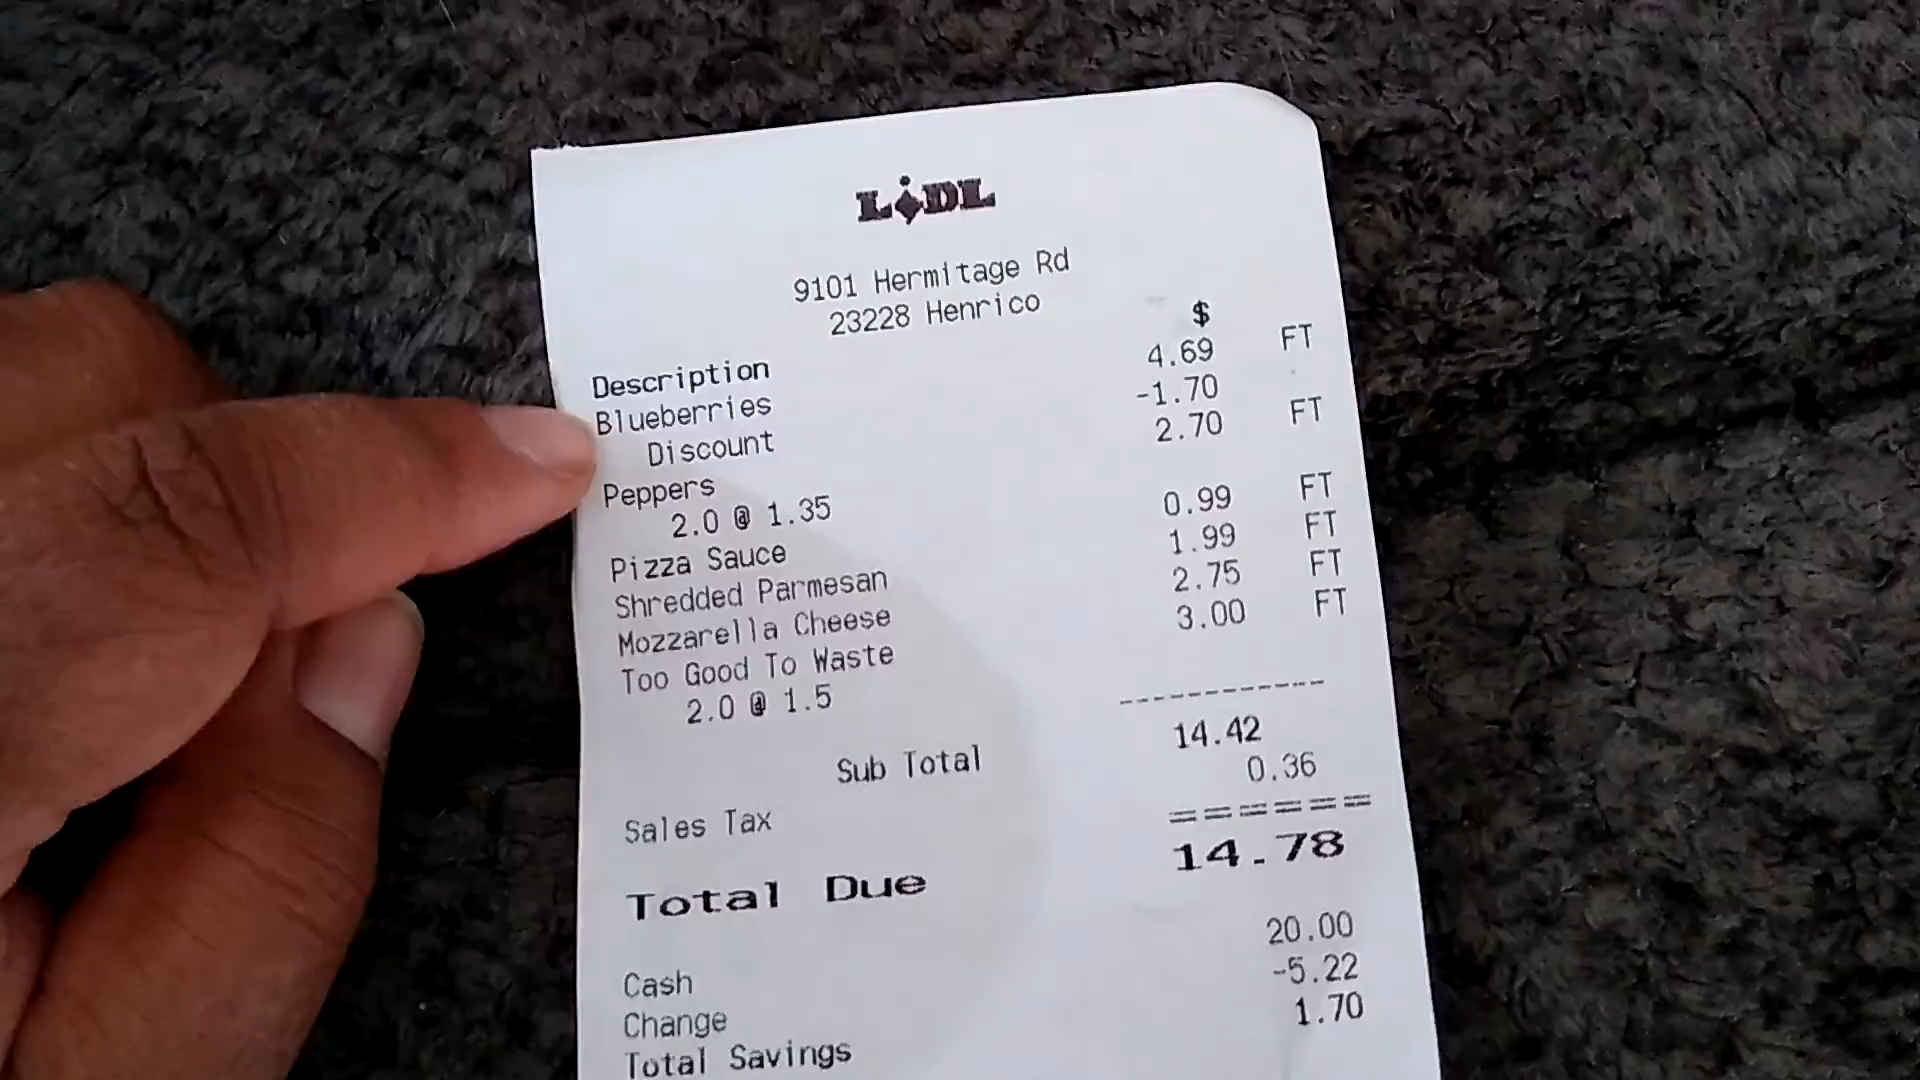 LIDL
9101 Hermitage Rd
23228 Henrico
$
Description
Blueberries 4.69 FT
Discount -1.70
Peppers 2.70 FT
2.0 @ 1.35
Pizza Sauce 0.99 FT
Shredded Parmesan 1.99 FT
Mozzarella Cheese 2.75 FT
Too Good To Waste 3.00 FT
2.0 @ 1.5
------------
Sub Total 14.42
Sales Tax 0.36
======
Total Due 14.78
Cash 20.00
Change -5.22
Total Savings 1.70